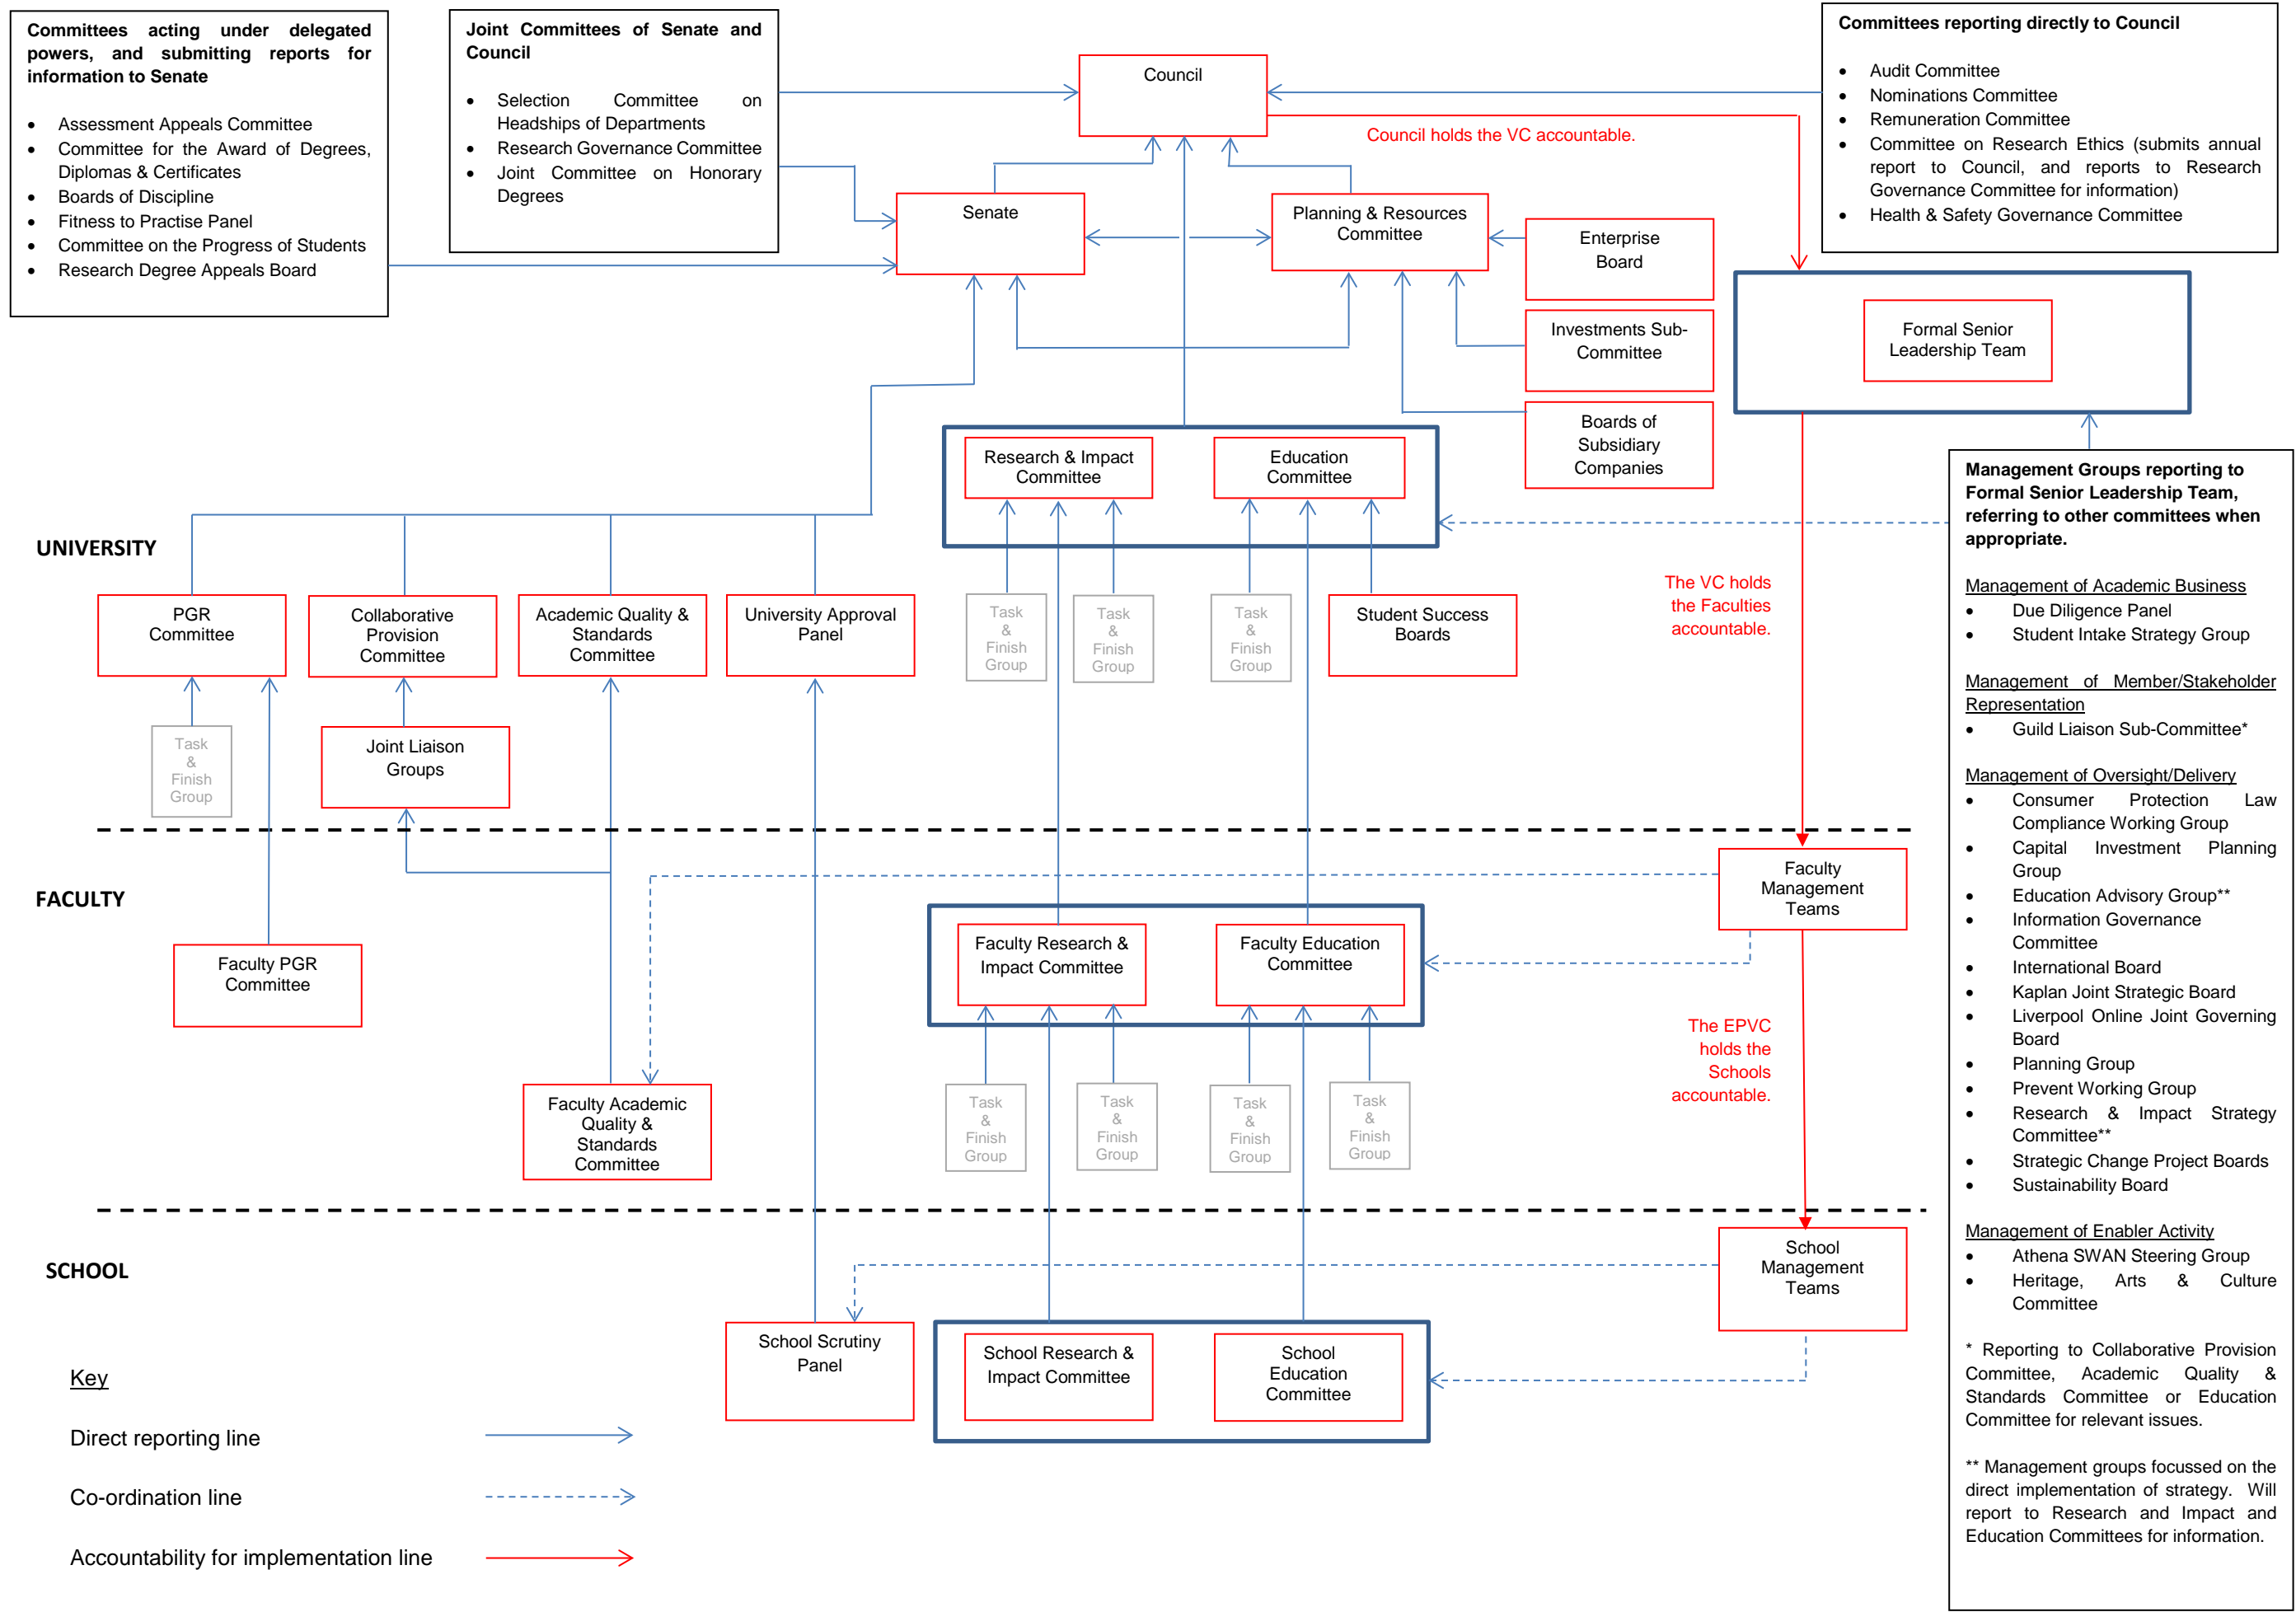 Committees acting under delegated
powers, and submitting reports for
information to Senate
• Assessment Appeals Committee
• Committee for the Award of Degrees,
Diplomas & Certificates
• Boards of Discipline
• Fitness to Practise Panel
• Committee on the Progress of Students
• Research Degree Appeals Board
Joint Committees of Senate and
Council
• Selection Committee on
Headships of Departments
• Research Governance Committee
• Joint Committee on Honorary
Degrees
Council
Committees reporting directly to Council
• Audit Committee
• Nominations Committee
• Remuneration Committee
• Committee on Research Ethics (submits annual
report to Council, and reports to Research
Governance Committee for information)
• Health & Safety Governance Committee
Council holds the VC accountable.
Senate
Planning & Resources
Committee
Enterprise
Board
Investments Sub-
Committee
Boards of
Subsidiary
Companies
Formal Senior
Leadership Team
Research & Impact
Committee
Education
Committee
UNIVERSITY
PGR
Committee
Collaborative
Provision
Committee
Academic Quality &
Standards
Committee
University Approval
Panel
Task
&
Finish
Group
Task
&
Finish
Group
Task
&
Finish
Group
Student Success
Boards
The VC holds
the Faculties
accountable.
Task
&
Finish
Group
Joint Liaison
Groups
FACULTY
Faculty
Management
Teams
Faculty PGR
Committee
Faculty Research &
Impact Committee
Faculty Education
Committee
Faculty Academic
Quality &
Standards
Committee
Task
&
Finish
Group
Task
&
Finish
Group
Task
&
Finish
Group
Task
&
Finish
Group
The EPVC
holds the
Schools
accountable.
SCHOOL
School
Management
Teams
School Scrutiny
Panel
School Research &
Impact Committee
School
Education
Committee
Management Groups reporting to
Formal Senior Leadership Team,
referring to other committees when
appropriate.
Management of Academic Business
• Due Diligence Panel
• Student Intake Strategy Group
Management of Member/Stakeholder
Representation
• Guild Liaison Sub-Committee*
Management of Oversight/Delivery
• Consumer Protection Law
Compliance Working Group
• Capital Investment Planning
Group
• Education Advisory Group**
• Information Governance
Committee
• International Board
• Kaplan Joint Strategic Board
• Liverpool Online Joint Governing
Board
• Planning Group
• Prevent Working Group
• Research & Impact Strategy
Committee**
• Strategic Change Project Boards
• Sustainability Board
Management of Enabler Activity
• Athena SWAN Steering Group
• Heritage, Arts & Culture
Committee
* Reporting to Collaborative Provision
Committee, Academic Quality &
Standards Committee or Education
Committee for relevant issues.
** Management groups focussed on the
direct implementation of strategy. Will
report to Research and Impact and
Education Committees for information.
Key
Direct reporting line
Co-ordination line
Accountability for implementation line